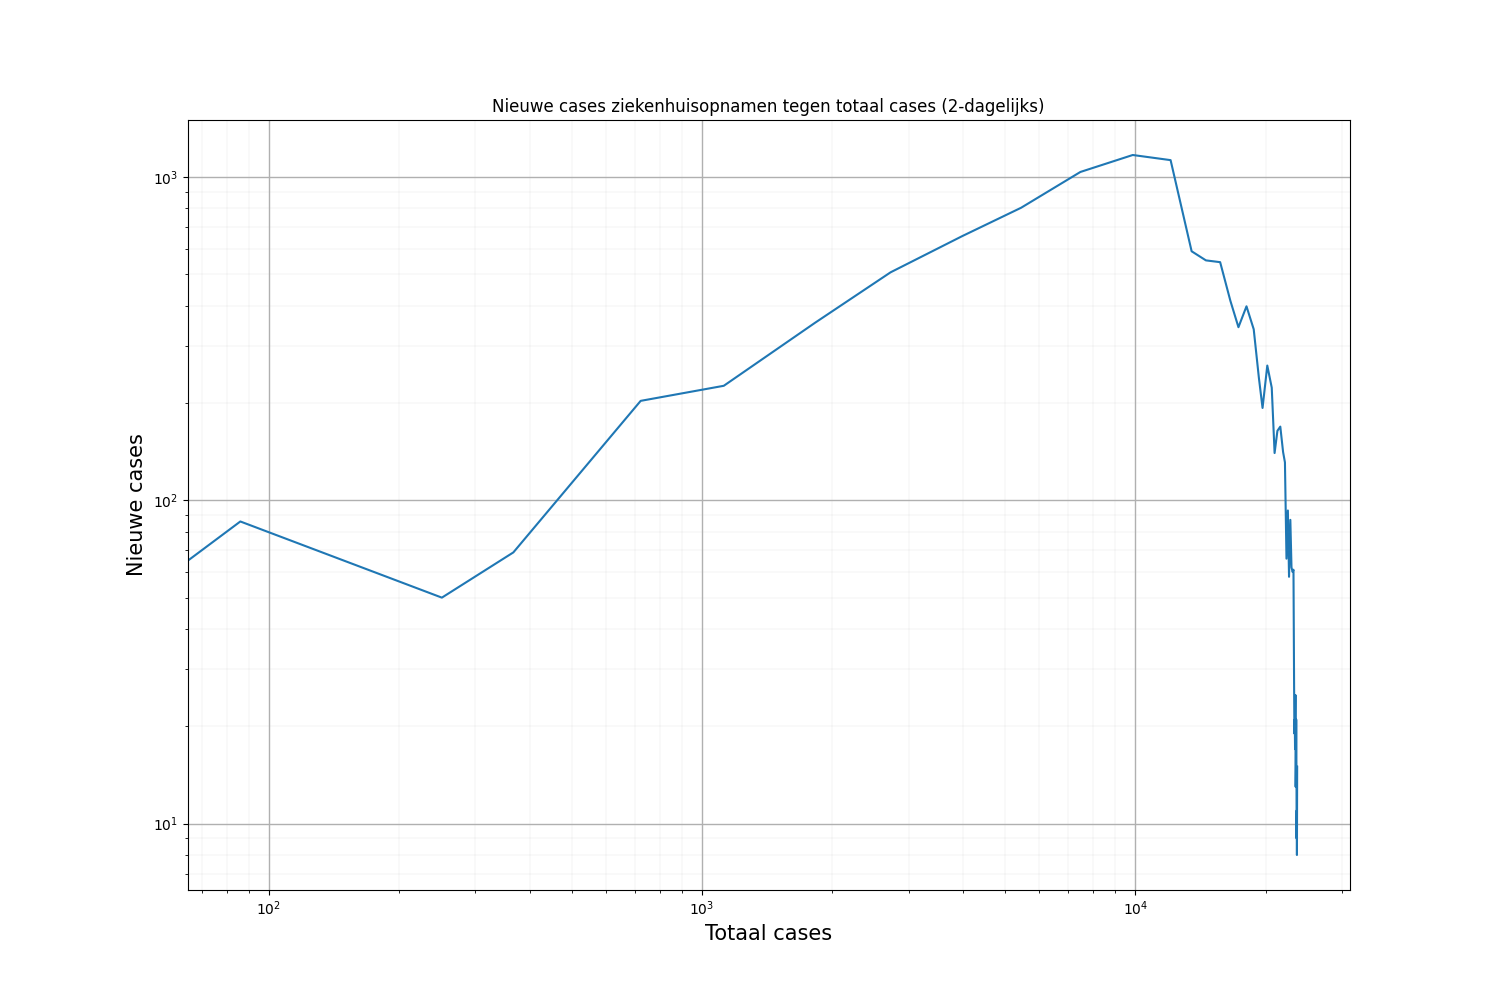 Nieuwe cases ziekenhuisopnamen tegen totaal cases (2-dagelijks)
10³
10²
10¹
Nieuwe cases
10² 10³ 10⁴
Totaal cases